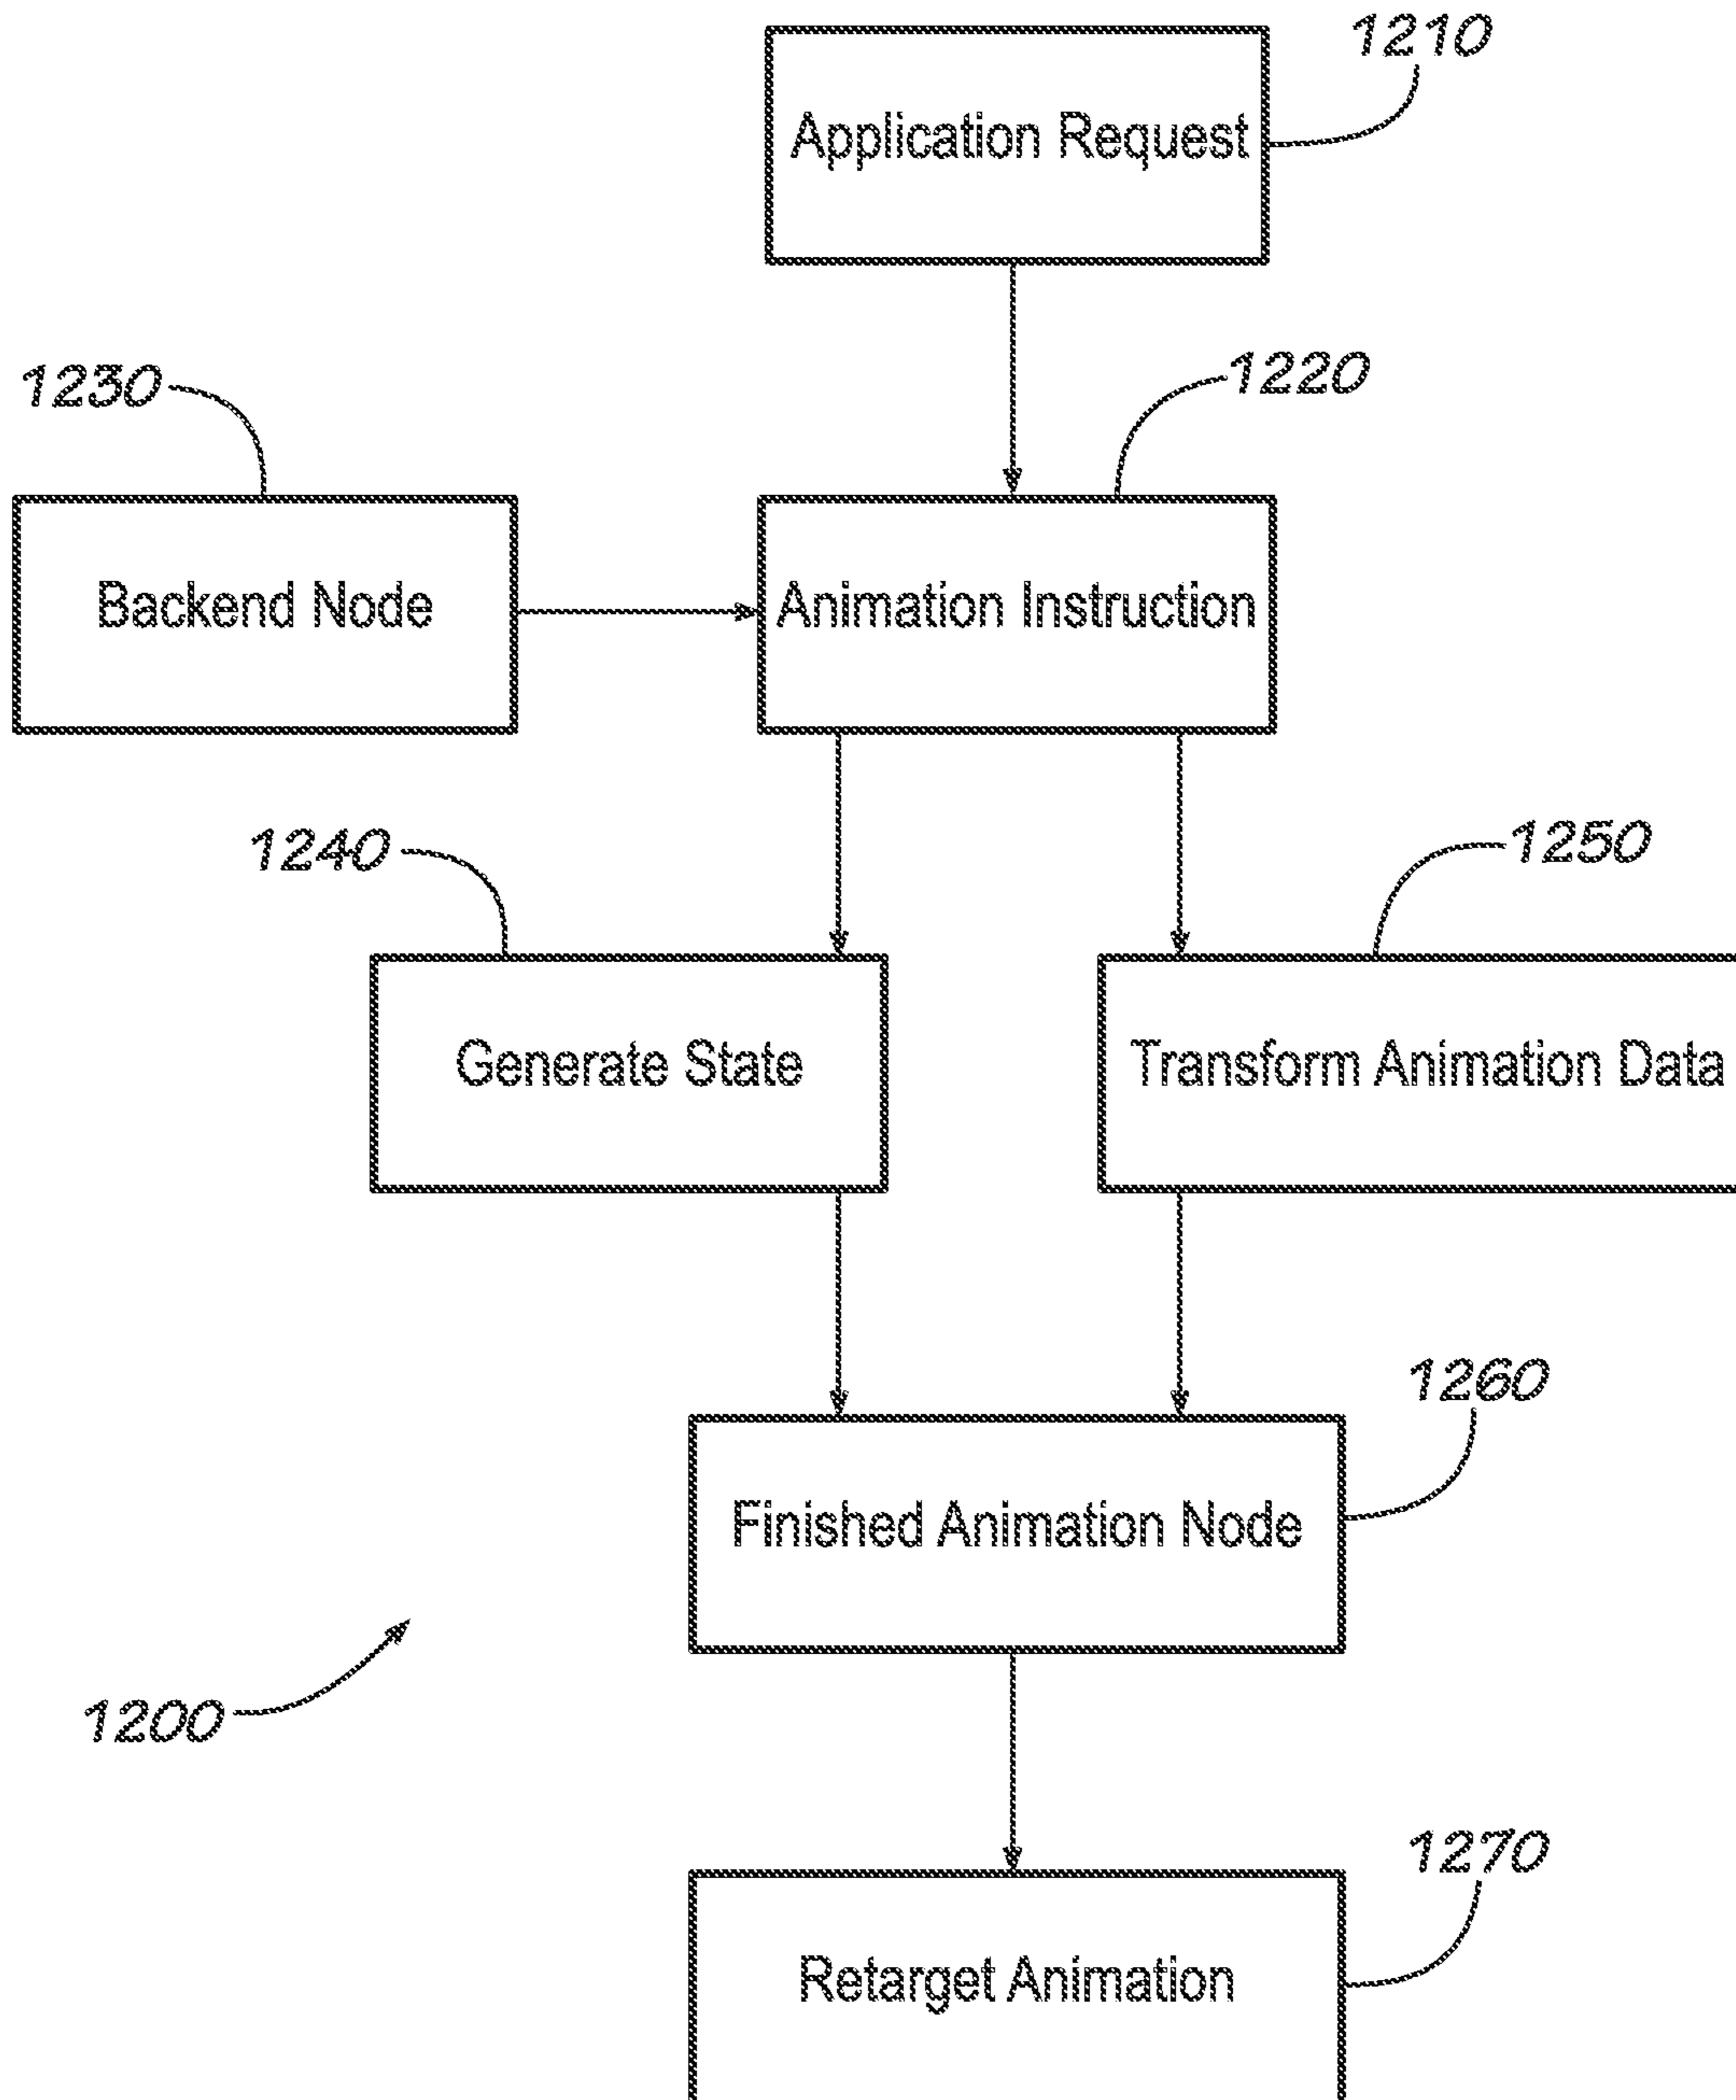 1210
Application Request
1230
1220
Backend Node
Animation Instruction
1240
1250
Generate State
Transform Animation Data
1260
Finished Animation Node
1200
1270
Retarget Animation